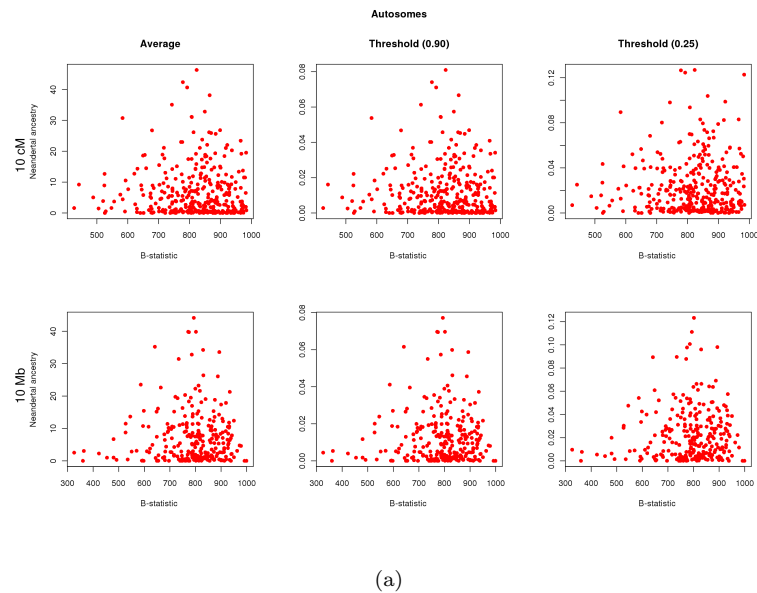 Autosomes
Average
Threshold (0.90)
Threshold (0.25)
10 cM
Neandertal ancestry
0 10 20 30 40
500 600 700 800 900 1000
B-statistic
0.00 0.02 0.04 0.06 0.08
500 600 700 800 900 1000
B-statistic
0.00 0.04 0.08 0.12
500 600 700 800 900 1000
B-statistic
10 Mb
Neandertal ancestry
0 10 20 30 40
300 400 500 600 700 800 900 1000
B-statistic
0.00 0.02 0.04 0.06 0.08
300 400 500 600 700 800 900 1000
B-statistic
0.00 0.02 0.04 0.06 0.08 0.10 0.12
300 400 500 600 700 800 900 1000
B-statistic
(a)